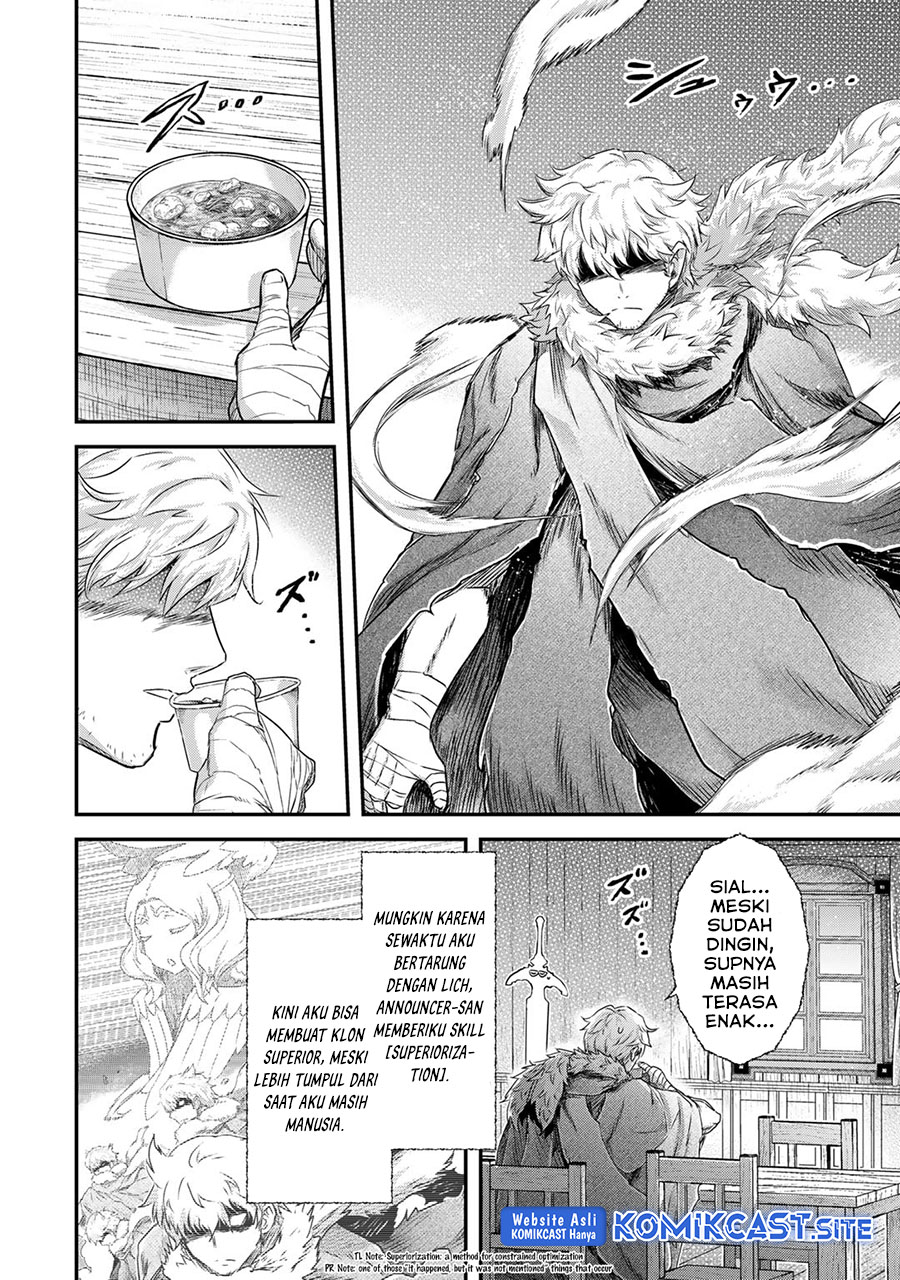 シュゥウ...
ス...
ズ゛
SIAL...
MESKI
SUDAH
DINGIN,
SUPNYA
MASIH
TERASA
ENAK...
ズ
ズ...
MUNGKIN KARENA
SEWAKTU AKU
BERTARUNG
DENGAN LICH,
ANNOUNCER-SAN
MEMBERIKU SKILL
[SUPERIORIZA-
TION].
KINI AKU BISA
MEMBUAT KLON
SUPERIOR, MESKI
LEBIH TUMPUL DARI
SAAT AKU MASIH
MANUSIA.
Website Asli
KOMIKCAST Hanya
KOMIKCAST.SITE
TL Note: Superiorization: a method for constrained optimization
PR Note: one of those "it happened, but it was not mentioned" things that occur